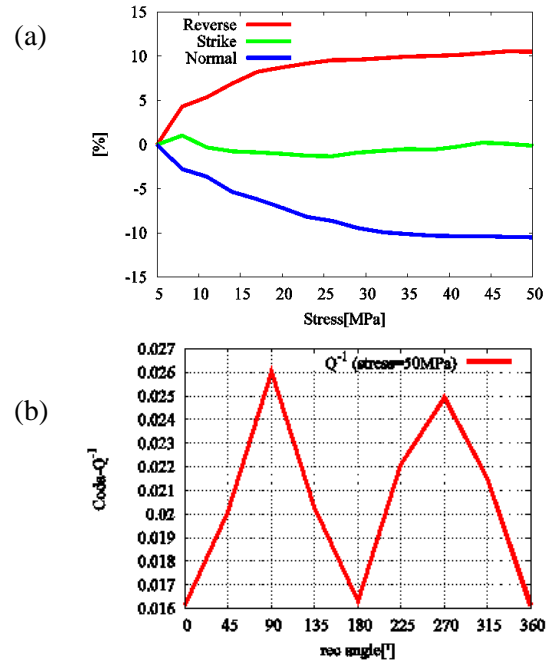 (a)
Reverse
Strike
Normal
15
10
5
0
-5
-10
-15
[%]
5 10 15 20 25 30 35 40 45 50
Stress[MPa]
(b)
Q⁻¹ (stress=50MPa)
0.027
0.026
0.025
0.024
0.023
0.022
0.021
0.02
0.019
0.018
0.017
0.016
Coda-Q⁻¹
0 45 90 135 180 225 270 315 360
rec angle[°]